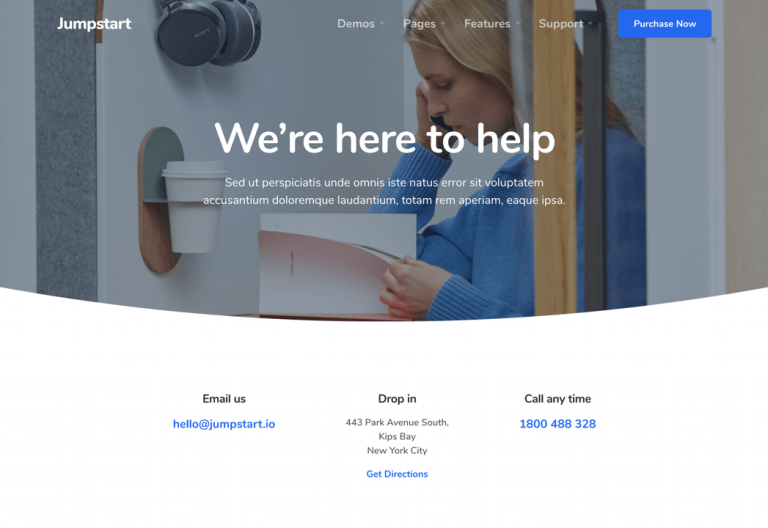 Jumpstart
Demos
Pages
Features
Support
Purchase Now
We're here to help
Sed ut perspiciatis unde omnis iste natus error sit voluptatem
accusantium doloremque laudantium, totam rem aperiam, eaque ipsa.
Email us
hello@jumpstart.io
Drop in
443 Park Avenue South,
Kips Bay
New York City
Get Directions
Call any time
1800 488 328